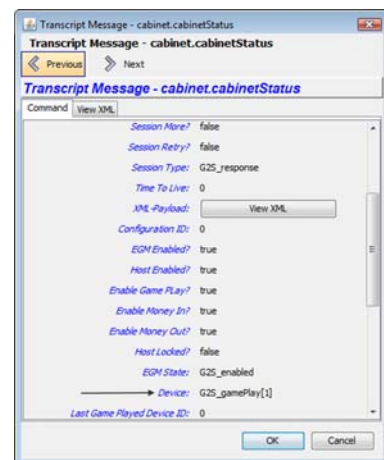 Transcript Message - cabinet.cabinetStatus
Transcript Message - cabinet.cabinetStatus
Previous Next
Transcript Message - cabinet.cabinetStatus
Command View XML
Session More? false
Session Retry? false
Session Type: G2S_response
Time To Live: 0
XML-Payload: View XML
Configuration ID: 0
EGM Enabled? true
Host Enabled? true
Enable Game PLay? true
Enable Money In? true
Enable Money Out? true
Host Locked? false
EGM State: G2S_enabled
Device: G2S_gamePlay[1]
Last Game Played Device ID: 0
OK Cancel